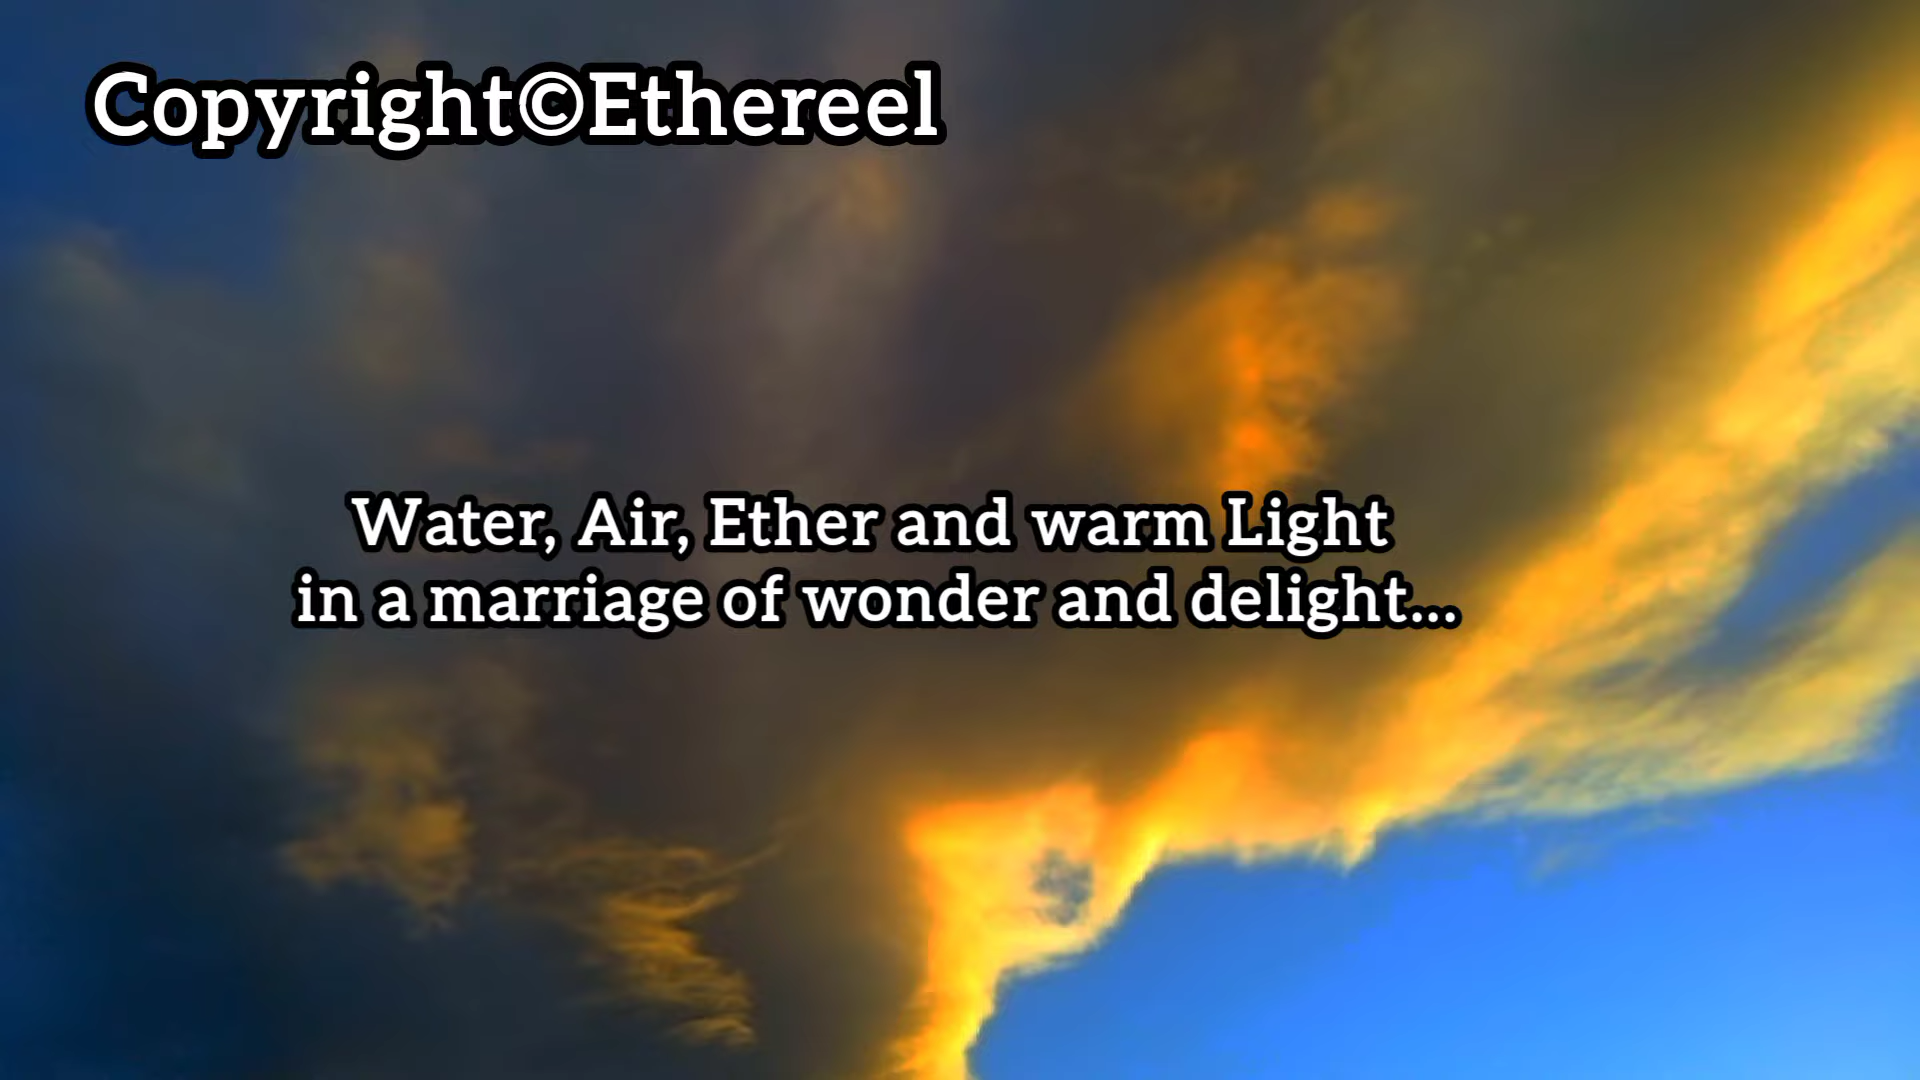 Copyright©Ethereel
Water, Air, Ether and warm Light
in a marriage of wonder and delight...